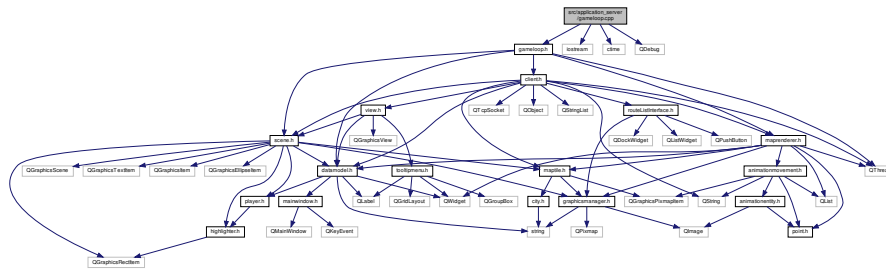 src/application_server
/gameloop.cpp
gameloop.h
iostream
ctime
QDebug
client.h
view.h
QTcpSocket
QObject
QStringList
routeListInterface.h
scene.h
QGraphicsView
QDockWidget
QListWidget
QPushButton
maprenderer.h
QGraphicsScene
QGraphicsTextItem
QGraphicsItem
QGraphicsEllipseItem
datamodel.h
tooltipmenu.h
maptile.h
animationmovement.h
player.h
mainwindow.h
QLabel
QGridLayout
QWidget
QGroupBox
city.h
graphicmanager.h
QGraphicsPixmapItem
QString
animationentity.h
QList
highlighter.h
QMainWindow
QKeyEvent
string
QPixmap
QImage
point.h
QGraphicsRectItem